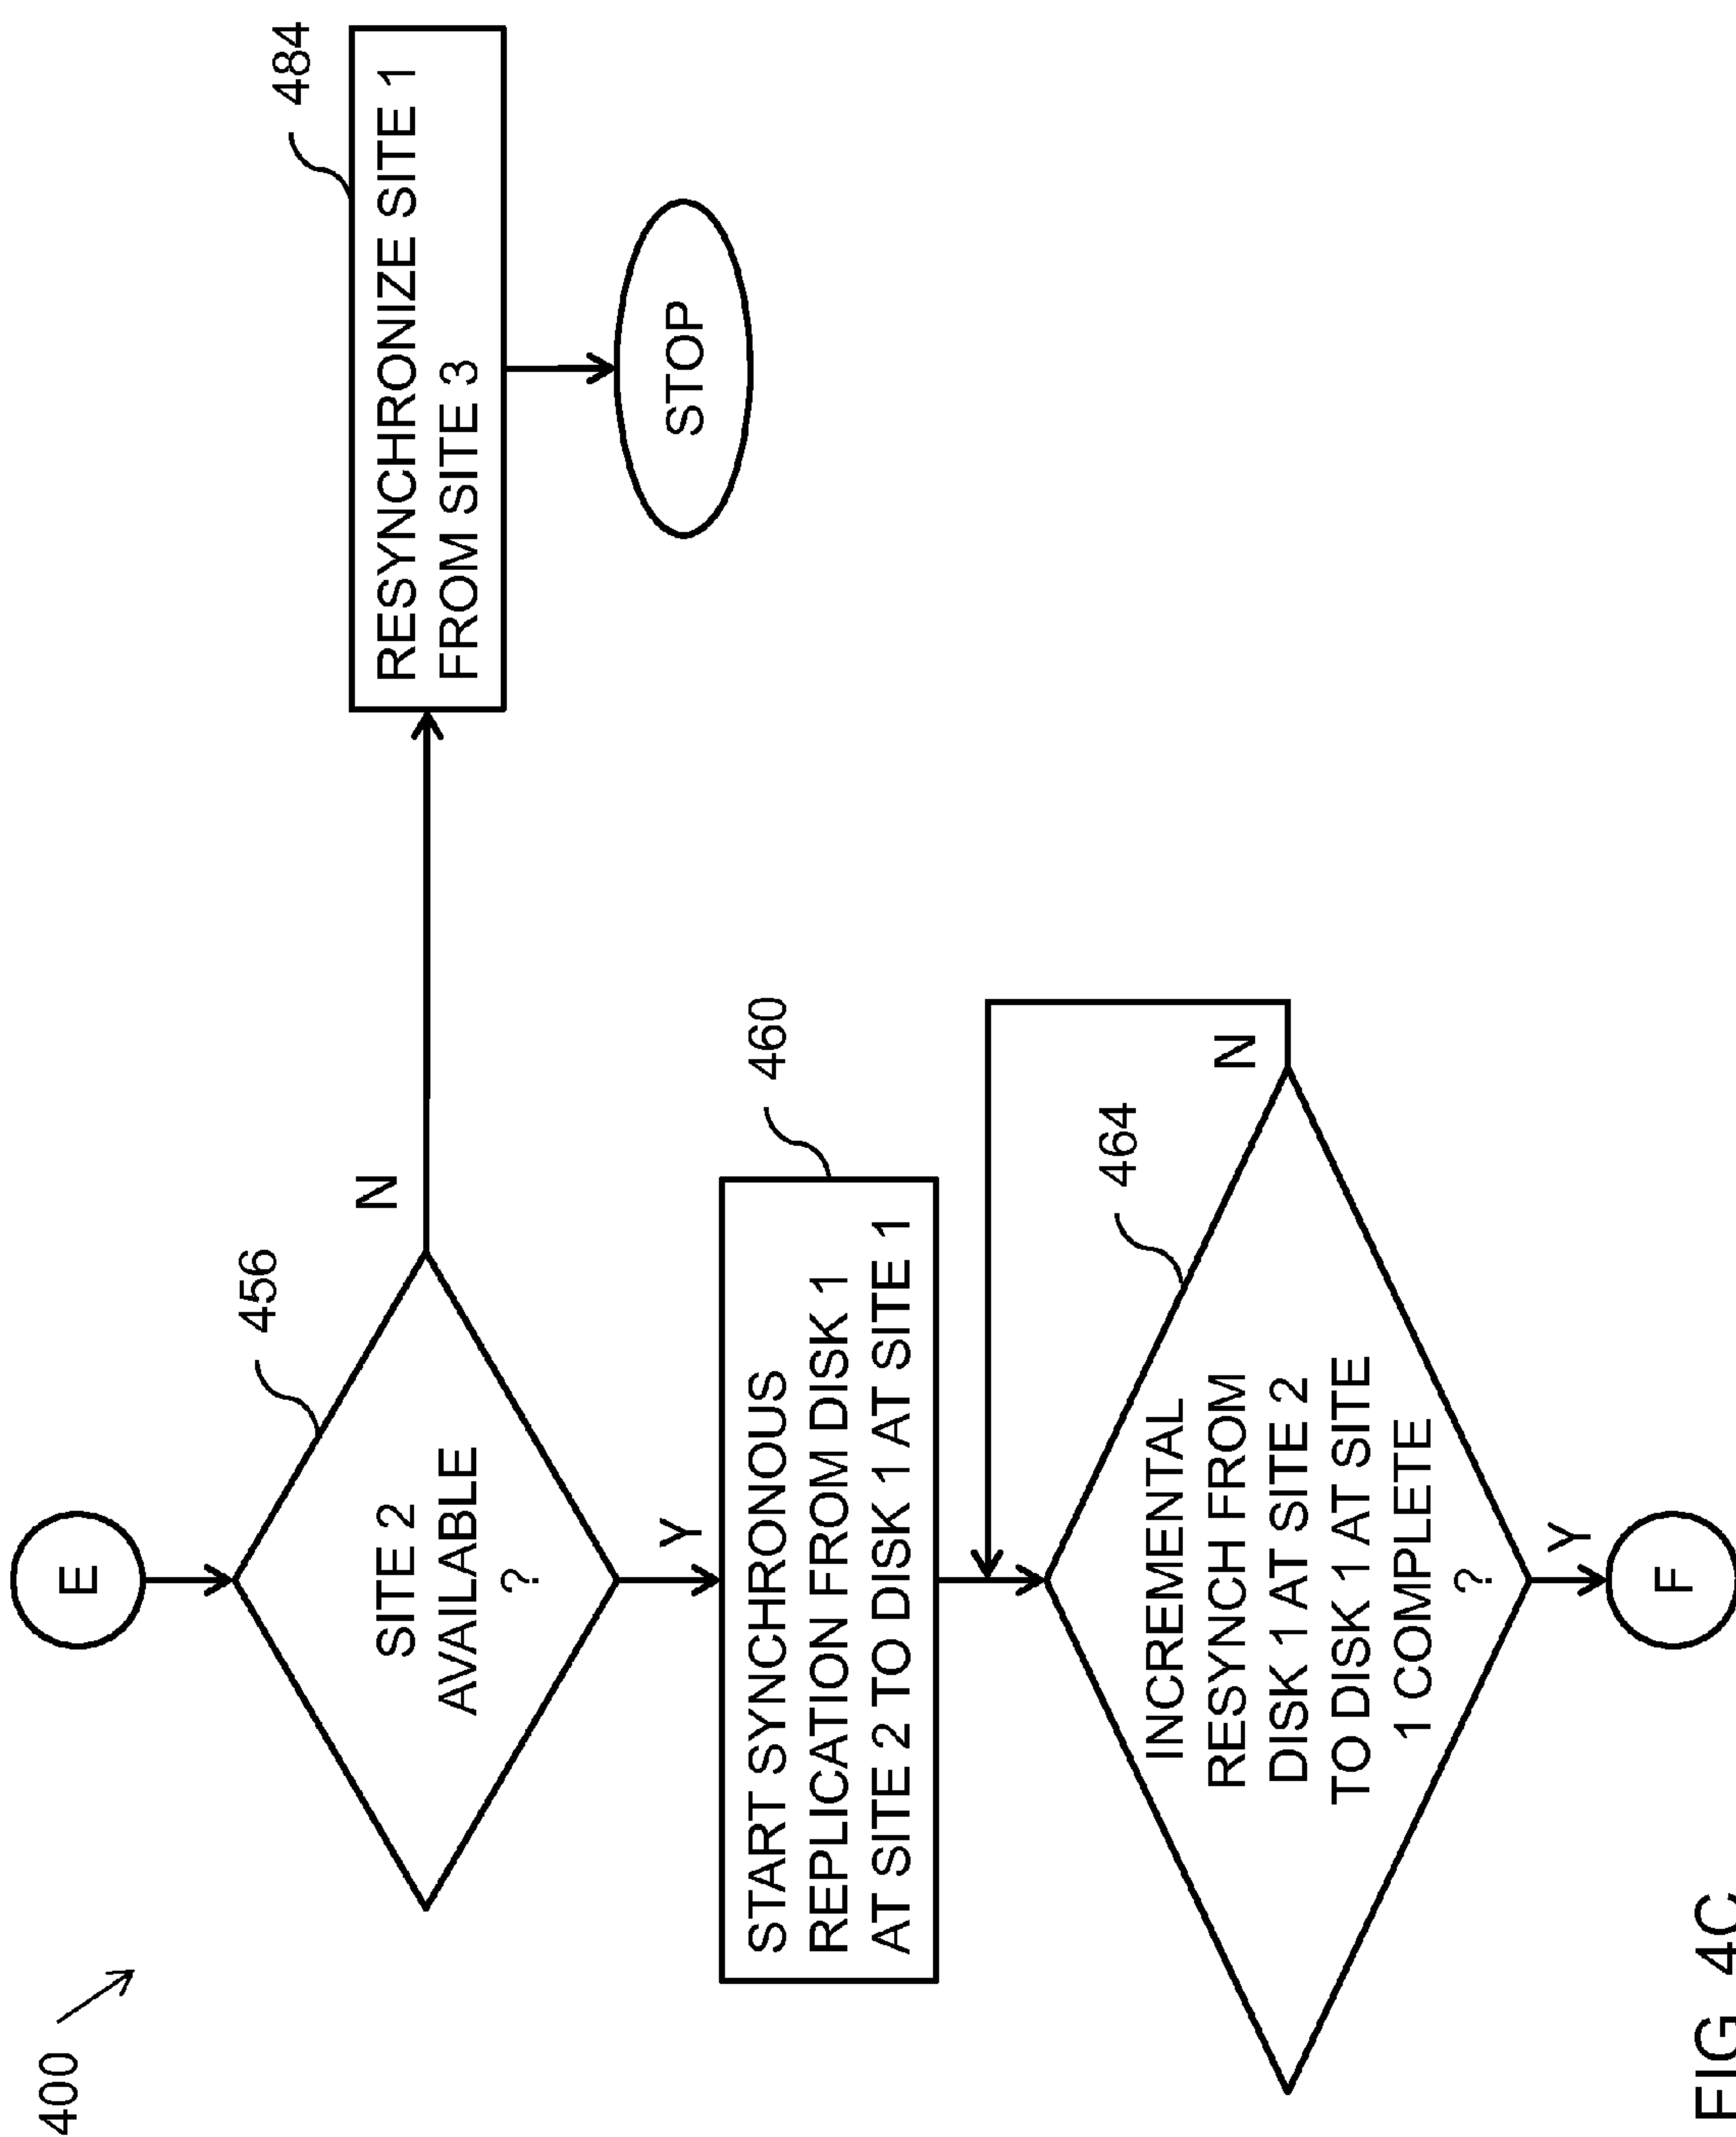 400
E
456
SITE 2
AVAILABLE
?
N
484
RESYNCHRONIZE SITE 1
FROM SITE 3
STOP
Y
460
START SYNCHRONOUS
REPLICATION FROM DISK 1
AT SITE 2 TO DISK 1 AT SITE 1
464
N
INCREMENTAL
RESYNCH FROM
DISK 1 AT SITE 2
TO DISK 1 AT SITE
1 COMPLETE
?
Y
F
FIG. 4C